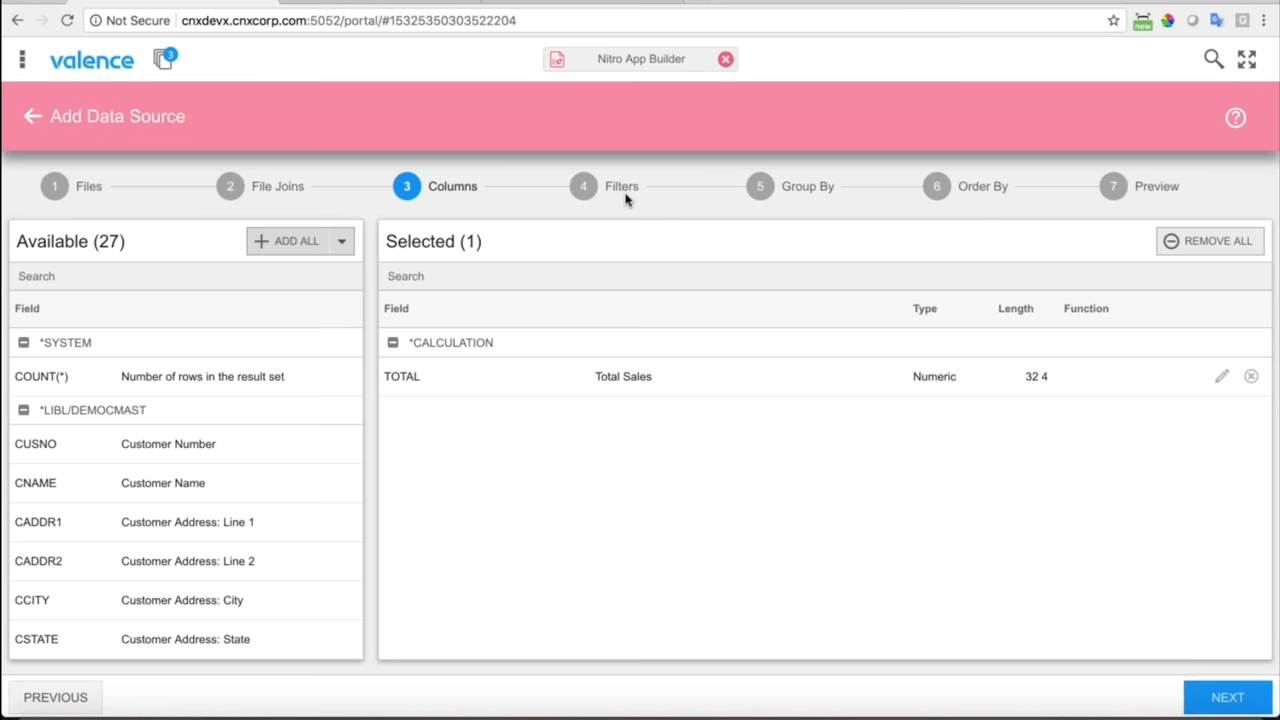 Not Secure cnxdevx.cnxcorp.com:5052/portal/#15325350303522204
new
G
valence
3
Nitro App Builder
Add Data Source
1 Files
2 File Joins
3 Columns
4 Filters
5 Group By
6 Order By
7 Preview
Available (27)
ADD ALL
Selected (1)
REMOVE ALL
Search
Search
Field
Field Type Length Function
*SYSTEM
*CALCULATION
COUNT(*) Number of rows in the result set
TOTAL Total Sales Numeric 32 4
*LIBL/DEMOCMAST
CUSNO Customer Number
CNAME Customer Name
CADDR1 Customer Address: Line 1
CADDR2 Customer Address: Line 2
CCITY Customer Address: City
CSTATE Customer Address: State
PREVIOUS
NEXT